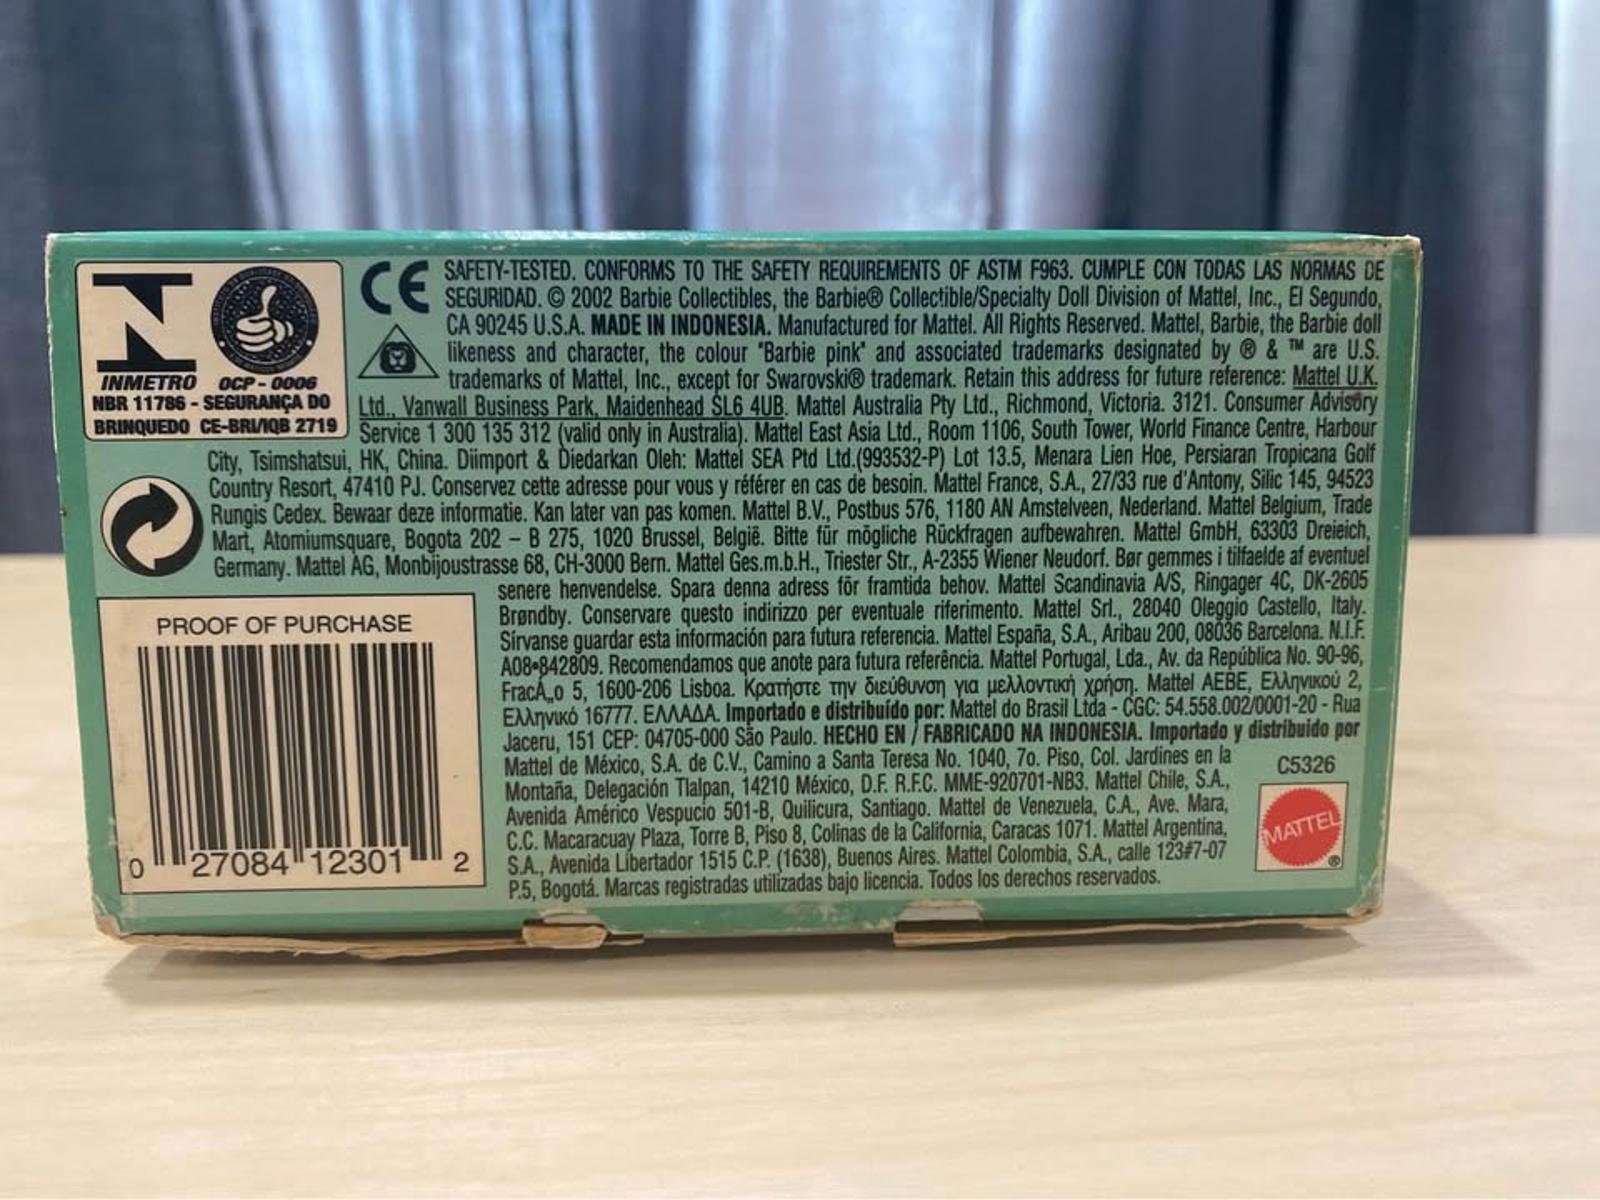 INMETRO OCP - 0006
NBR 11786 - SEGURANÇA DO
BRINQUEDO CE-BRI/IQB 2719
CE
SAFETY-TESTED. CONFORMS TO THE SAFETY REQUIREMENTS OF ASTM F963. CUMPLE CON TODAS LAS NORMAS DE
SEGURIDAD. © 2002 Barbie Collectibles, the Barbie® Collectible/Specialty Doll Division of Mattel, Inc., El Segundo,
CA 90245 U.S.A. MADE IN INDONESIA. Manufactured for Mattel. All Rights Reserved. Mattel, Barbie, the Barbie doll
likeness and character, the colour "Barbie pink" and associated trademarks designated by ® & ™ are U.S.
trademarks of Mattel, Inc., except for Swarovski® trademark. Retain this address for future reference: Mattel U.K.
Ltd., Vanwall Business Park, Maidenhead SL6 4UB. Mattel Australia Pty Ltd., Richmond, Victoria. 3121. Consumer Advisory
Service 1 300 135 312 (valid only in Australia). Mattel East Asia Ltd., Room 1106, South Tower, World Finance Centre, Harbour
City, Tsimshatsui, HK, China. Diimport & Diedarkan Oleh: Mattel SEA Ptd Ltd.(993532-P) Lot 13.5, Menara Lien Hoe, Persiaran Tropicana Golf
Country Resort, 47410 PJ. Conservez cette adresse pour vous y référer en cas de besoin. Mattel France, S.A., 27/33 rue d'Antony, Silic 145, 94523
Rungis Cedex. Bewaar deze informatie. Kan later van pas komen. Mattel B.V., Postbus 576, 1180 AN Amstelveen, Nederland. Mattel Belgium, Trade
Mart, Atomiumsquare, Bogota 202 – B 275, 1020 Brussel, België. Bitte für mögliche Rückfragen aufbewahren. Mattel GmbH, 63303 Dreieich,
Germany. Mattel AG, Monbijoustrasse 68, CH-3000 Bern. Mattel Ges.m.b.H., Triester Str., A-2355 Wiener Neudorf. Bør gemmes i tilfaelde af eventuel
senere henvendelse. Spara denna adress för framtida behov. Mattel Scandinavia A/S, Ringager 4C, DK-2605
Brøndby. Conservare questo indirizzo per eventuale riferimento. Mattel Srl., 28040 Oleggio Castello, Italy.
Sírvanse guardar esta información para futura referencia. Mattel España, S.A., Aribau 200, 08036 Barcelona. N.I.F.
A08•842809. Recomendamos que anote para futura referência. Mattel Portugal, Lda., Av. da República No. 90-96,
FracÄ„o 5, 1600-206 Lisboa. Κρατήστε την διεύθυνση για μελλοντική χρήση. Mattel AEBE, Ελληνικού 2,
Ελληνικό 16777. ΕΛΛΑΔΑ. Importado e distribuído por: Mattel do Brasil Ltda - CGC: 54.558.002/0001-20 - Rua
Jaceru, 151 CEP: 04705-000 São Paulo. HECHO EN / FABRICADO NA INDONESIA. Importado y distribuido por
Mattel de México, S.A. de C.V., Camino a Santa Teresa No. 1040, 7o. Piso, Col. Jardines en la
Montaña, Delegación Tlalpan, 14210 México, D.F. R.F.C. MME-920701-NB3. Mattel Chile, S.A.,
Avenida Américo Vespucio 501-B, Quilicura, Santiago. Mattel de Venezuela, C.A., Ave. Mara,
C.C. Macaracuay Plaza, Torre B, Piso 8, Colinas de la California, Caracas 1071. Mattel Argentina,
S.A., Avenida Libertador 1515 C.P. (1638), Buenos Aires. Mattel Colombia, S.A., calle 123#7-07
P.5, Bogotá. Marcas registradas utilizadas bajo licencia. Todos los derechos reservados.
PROOF OF PURCHASE
0 27084 12301 2
C5326
MATTEL ®